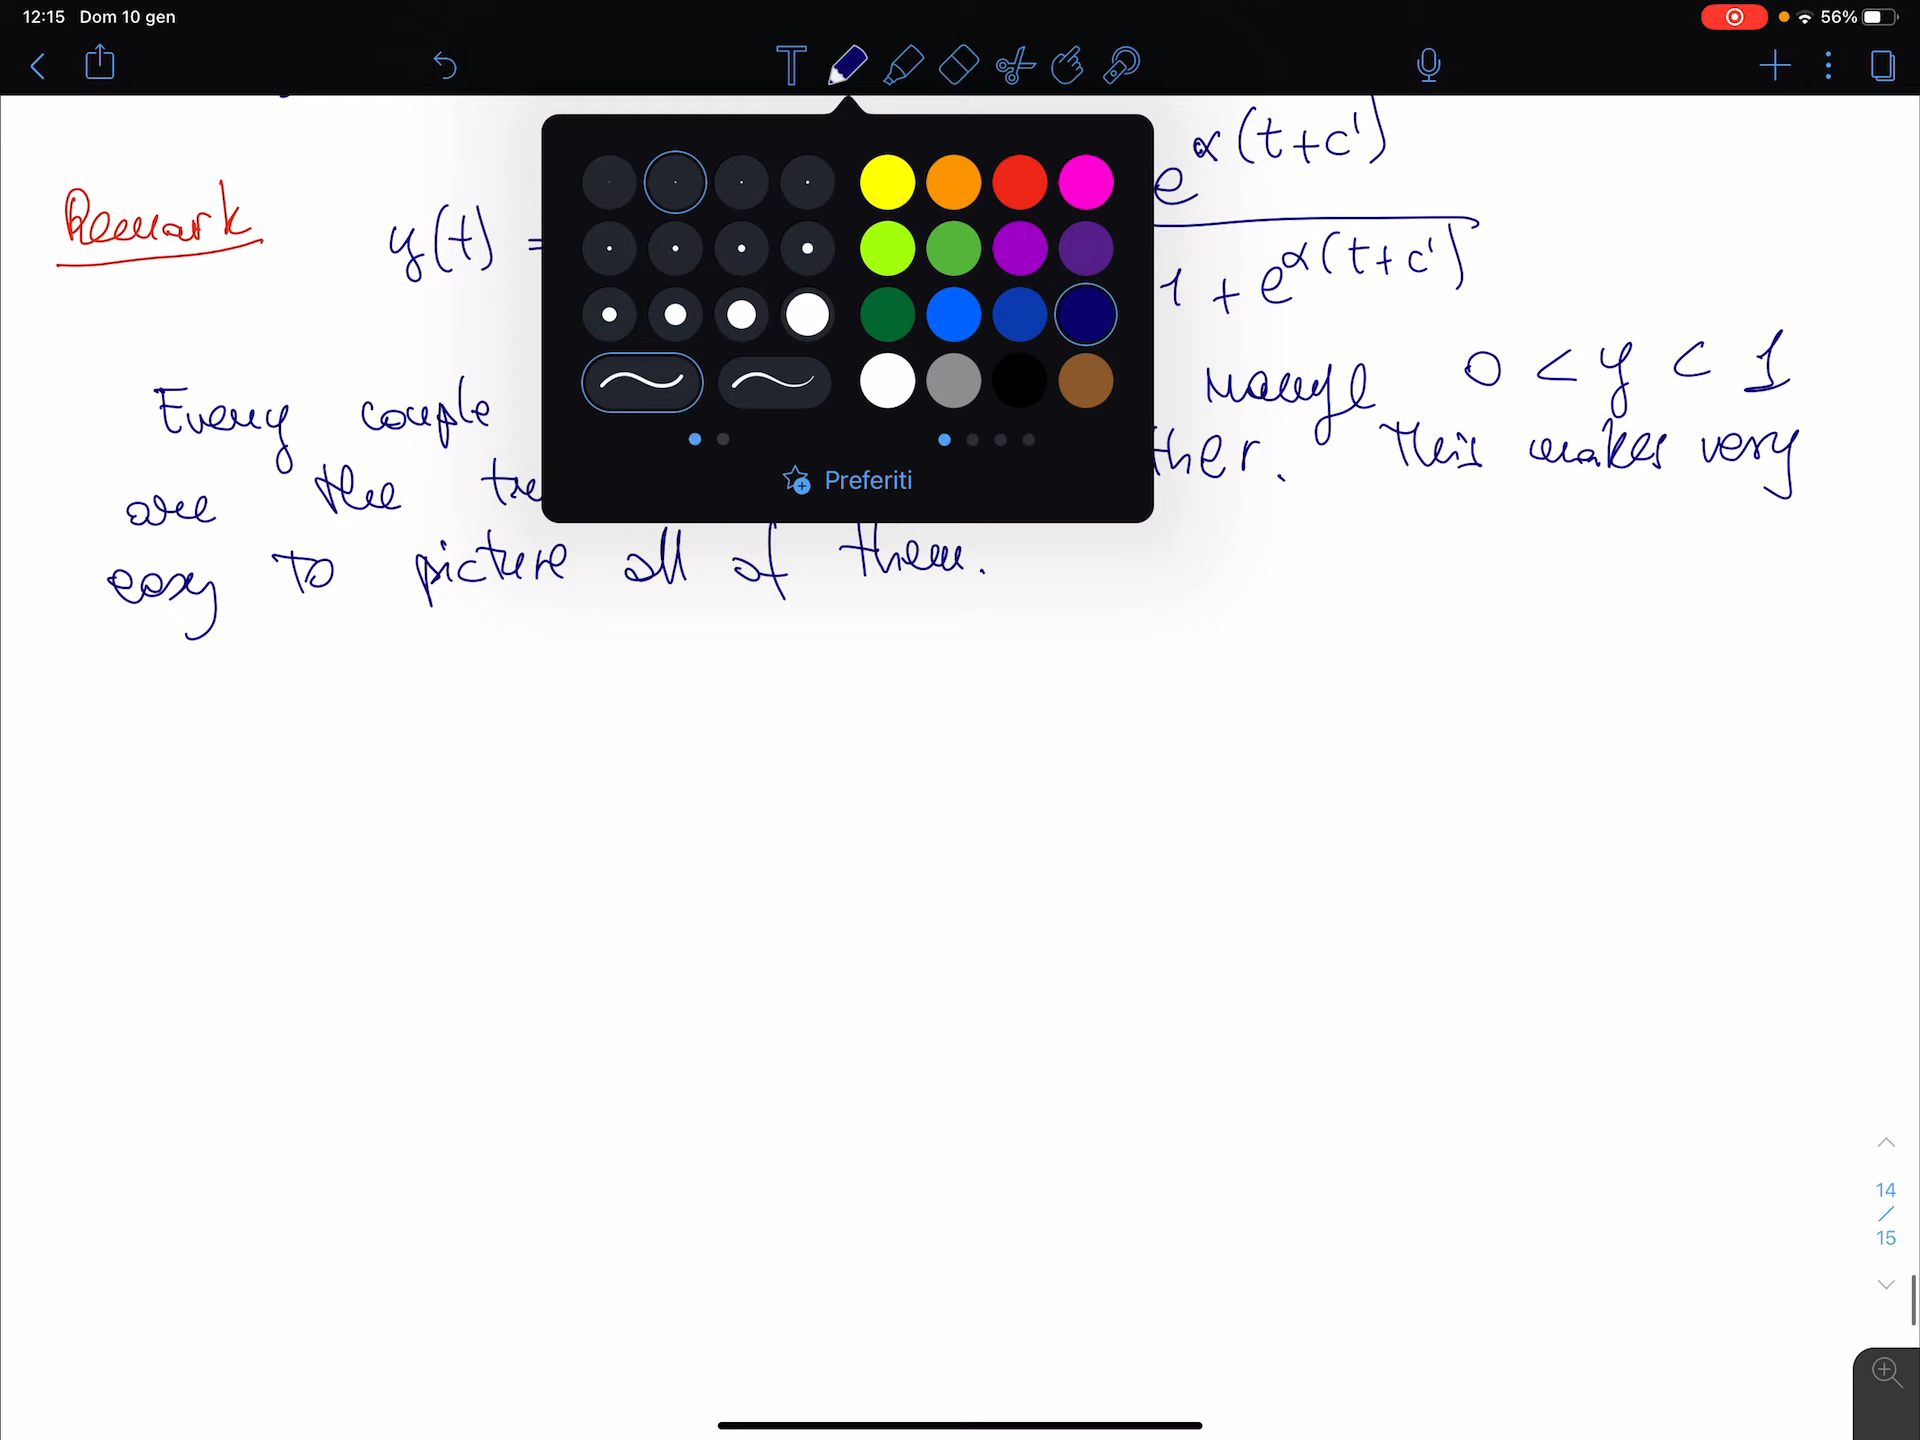 12:15 Dom 10 gen 56%
Remark y(t) = e^α(t+c') / 1 + e^α(t+c')
Every couple range 0 < y < 1
are the ther. This makes very
easy to picture all of them.
Preferiti
14
/
15